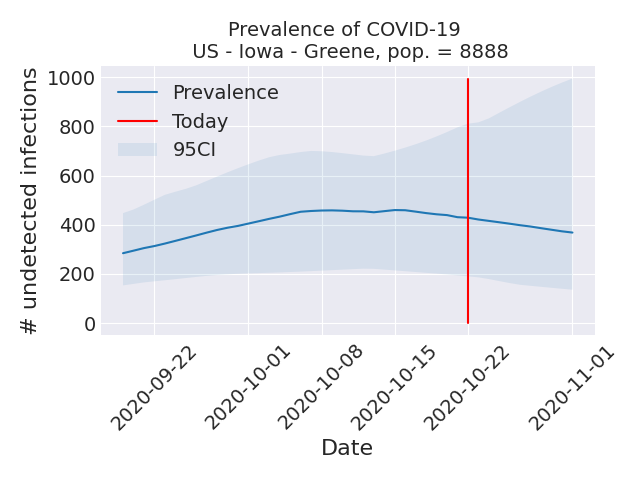 Prevalence of COVID-19
US - Iowa - Greene, pop. = 8888
# undetected infections
1000
800
600
400
200
0
Prevalence
Today
95CI
2020-09-22
2020-10-01
2020-10-08
2020-10-15
2020-10-22
2020-11-01
Date